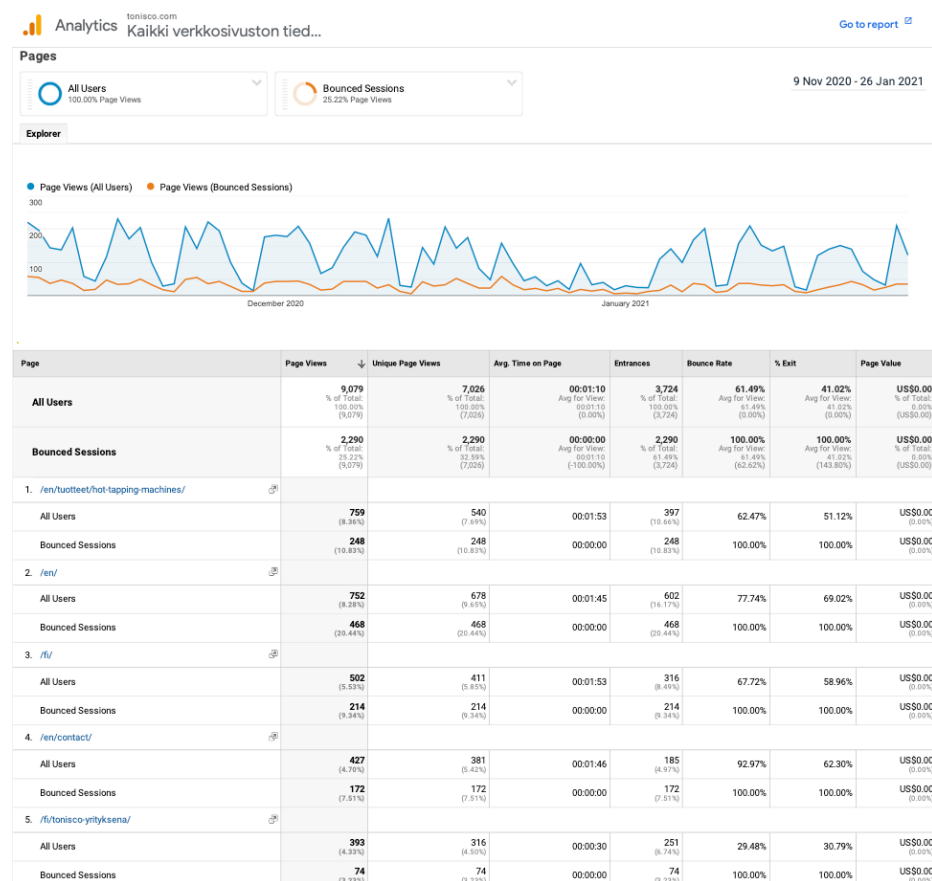 tonisco.com
Analytics Kaikki verkkosivuston tied... Go to report
Pages
All Users
100.00% Page Views
Bounced Sessions
25.22% Page Views
9 Nov 2020 - 26 Jan 2021
Explorer
Page Views (All Users) Page Views (Bounced Sessions)
300
200
100
December 2020 January 2021
Page Page Views Unique Page Views Avg. Time on Page Entrances Bounce Rate % Exit Page Value
All Users
9,079 7,026 00:01:10 3,724 61.49% 41.02% US$0.00
% of Total: % of Total: Avg for View: % of Total: Avg for View: Avg for View: % of Total:
100.00% 100.00% 00:01:10 100.00% 61.49% 41.02% 0.00%
(9,079) (7,026) (0.00%) (3,724) (0.00%) (0.00%) (US$0.00)
Bounced Sessions
2,290 2,290 00:00:00 2,290 100.00% 100.00% US$0.00
% of Total: % of Total: Avg for View: % of Total: Avg for View: Avg for View: % of Total:
25.22% 32.59% 00:01:10 61.49% 61.49% 41.02% 0.00%
(9,079) (7,026) (-100.00%) (3,724) (62.62%) (143.80%) (US$0.00)
1. /en/tuotteet/hot-tapping-machines/
All Users 759 540 00:01:53 397 62.47% 51.12% US$0.00
(8.36%) (7.69%) (10.66%) (0.00%)
Bounced Sessions 248 248 00:00:00 248 100.00% 100.00% US$0.00
(10.83%) (10.83%) (10.83%) (0.00%)
2. /en/
All Users 752 678 00:01:45 602 77.74% 69.02% US$0.00
(8.28%) (9.65%) (16.17%) (0.00%)
Bounced Sessions 468 468 00:00:00 468 100.00% 100.00% US$0.00
(20.44%) (20.44%) (20.44%) (0.00%)
3. /fi/
All Users 502 411 00:01:53 316 67.72% 58.96% US$0.00
(5.53%) (5.85%) (8.49%) (0.00%)
Bounced Sessions 214 214 00:00:00 214 100.00% 100.00% US$0.00
(9.34%) (9.34%) (9.34%) (0.00%)
4. /en/contact/
All Users 427 381 00:01:46 185 92.97% 62.30% US$0.00
(4.70%) (5.42%) (4.97%) (0.00%)
Bounced Sessions 172 172 00:00:00 172 100.00% 100.00% US$0.00
(7.51%) (7.51%) (7.51%) (0.00%)
5. /fi/tonisco-yrityksena/
All Users 393 316 00:00:30 251 29.48% 30.79% US$0.00
(4.33%) (4.50%) (6.74%) (0.00%)
Bounced Sessions 74 74 00:00:00 74 100.00% 100.00% US$0.00